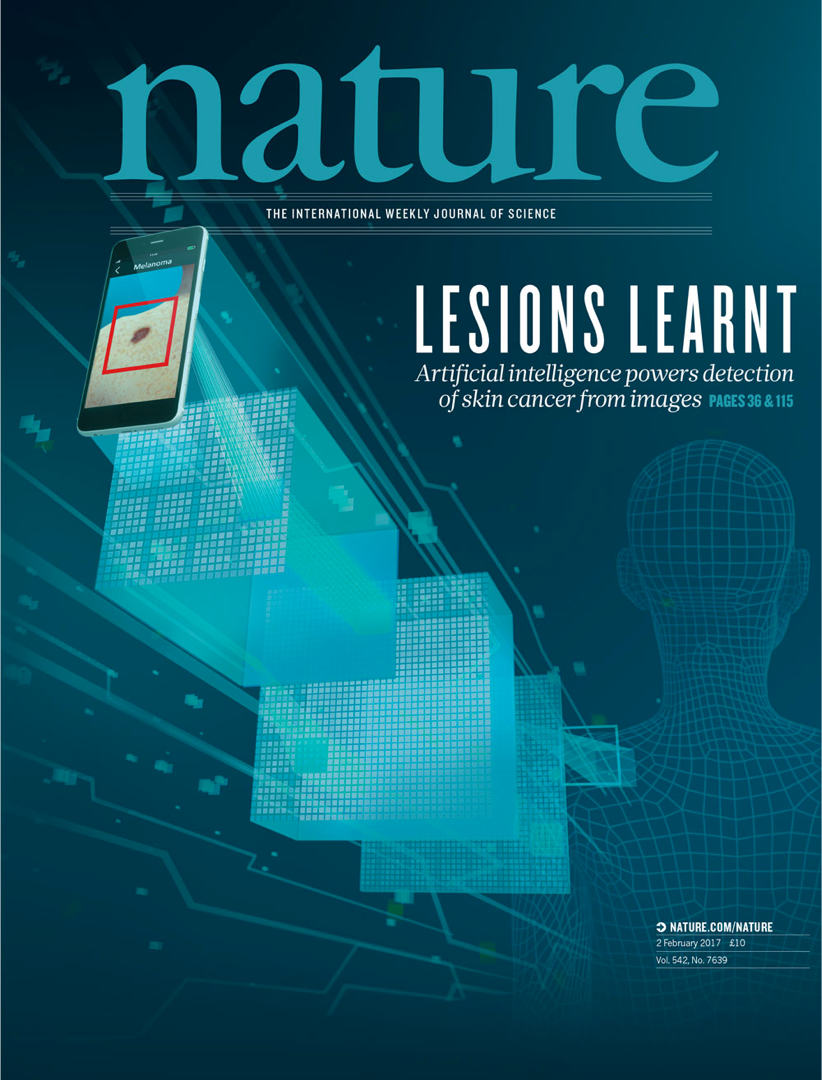 nature
THE INTERNATIONAL WEEKLY JOURNAL OF SCIENCE
Melanoma
LESIONS LEARNT
Artificial intelligence powers detection
of skin cancer from images PAGES 36 & 115
NATURE.COM/NATURE
2 February 2017 £10
Vol. 542, No. 7639